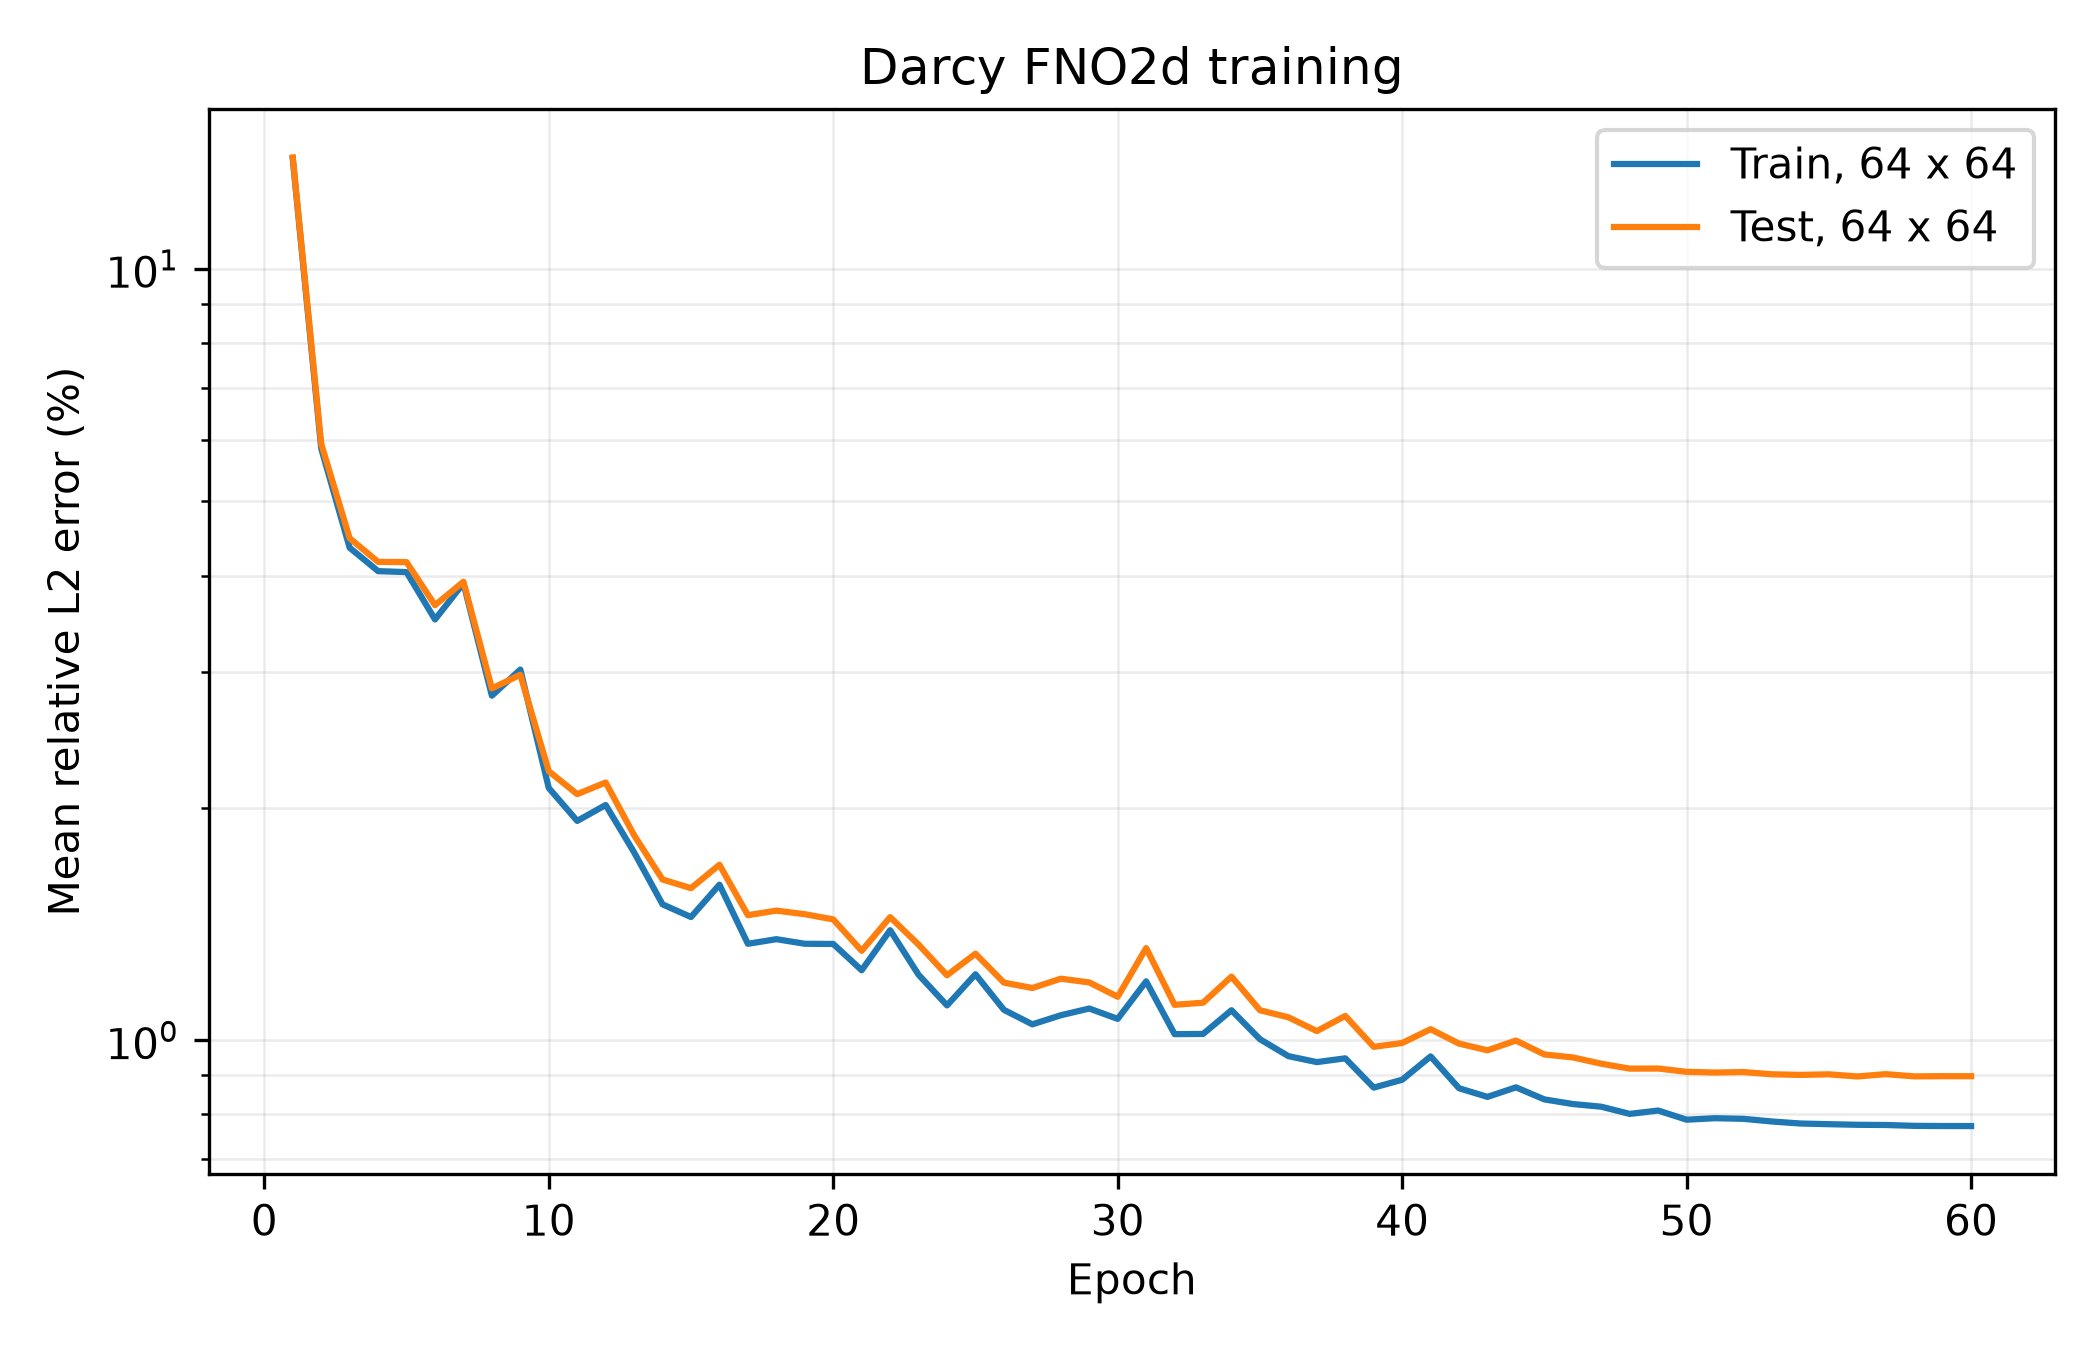 Darcy FNO2d training
Train, 64 x 64
Test, 64 x 64
Mean relative L2 error (%)
10¹
10⁰
0 10 20 30 40 50 60
Epoch